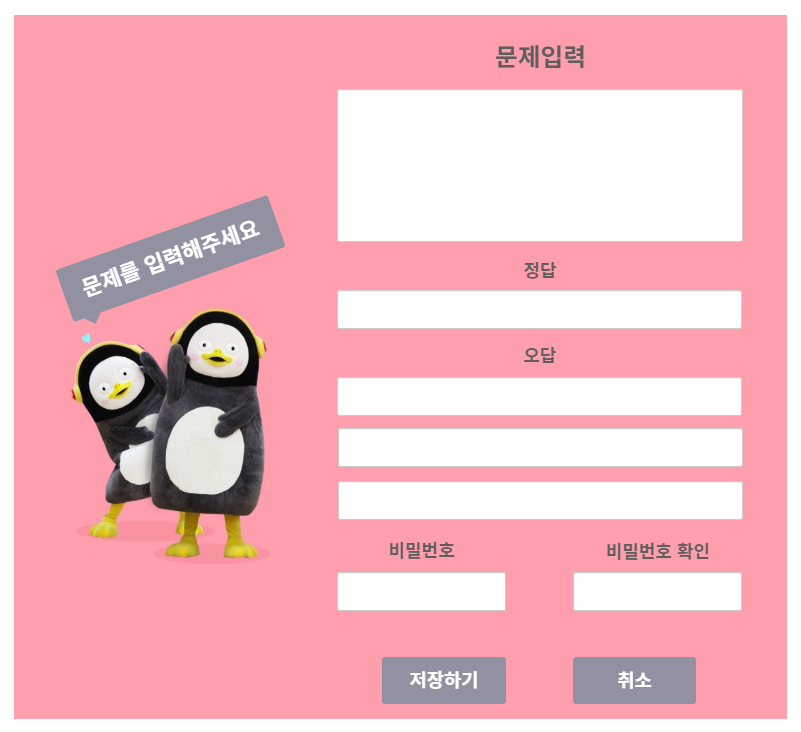 문제입력
문제를 입력해주세요
정답
오답
비밀번호
비밀번호 확인
저장하기
취소